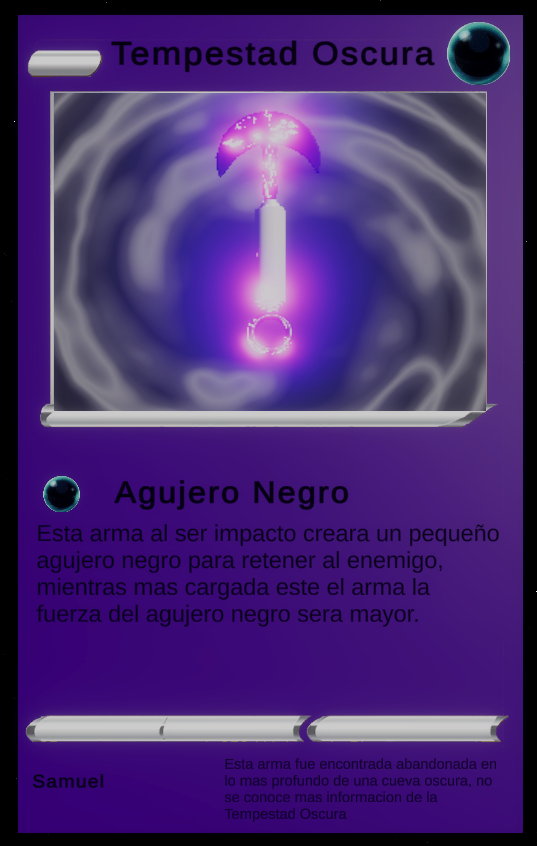 Tempestad Oscura
Agujero Negro
Esta arma al ser impacto creara un pequeño
agujero negro para retener al enemigo,
mientras mas cargada este el arma la
fuerza del agujero negro sera mayor.
Samuel
Esta arma fue encontrada abandonada en
lo mas profundo de una cueva oscura, no
se conoce mas informacion de la
Tempestad Oscura